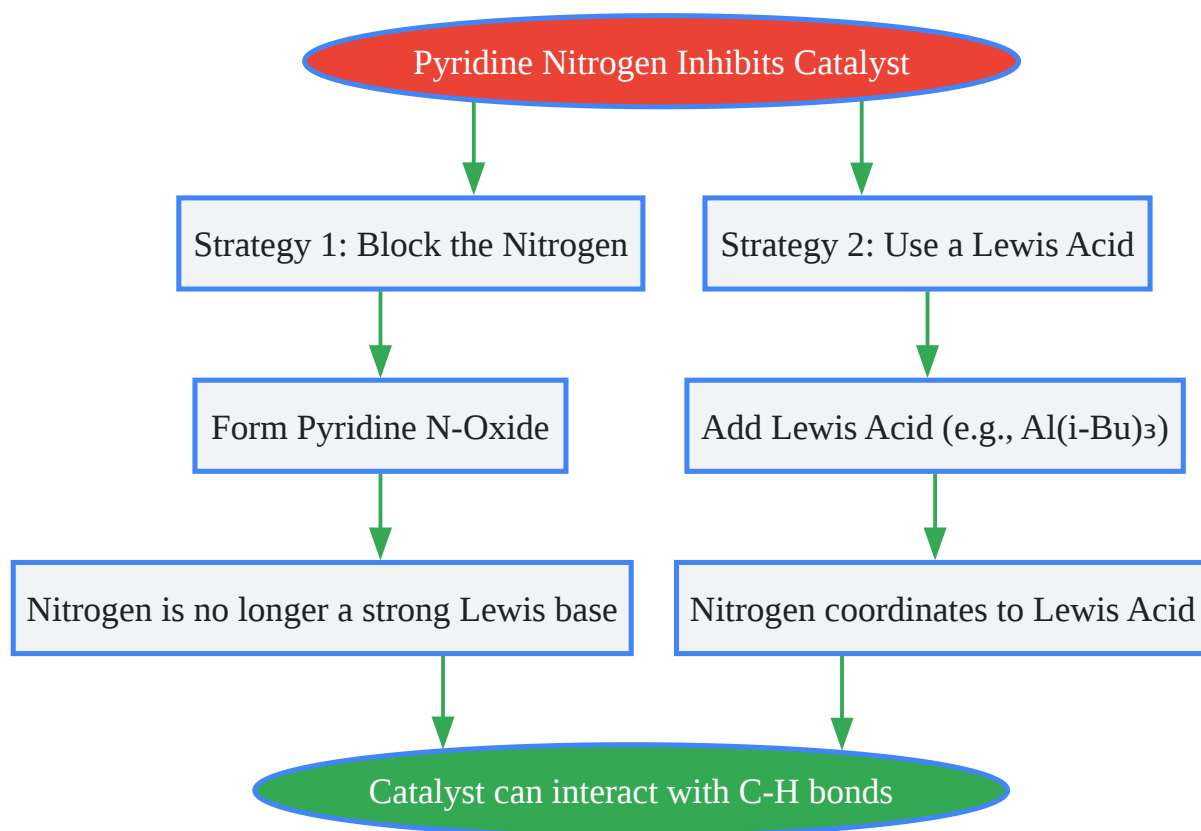 Pyridine Nitrogen Inhibits Catalyst
Strategy 1: Block the Nitrogen
Strategy 2: Use a Lewis Acid
Form Pyridine N-Oxide
Add Lewis Acid (e.g., Al(i-Bu)₃)
Nitrogen is no longer a strong Lewis base
Nitrogen coordinates to Lewis Acid
Catalyst can interact with C-H bonds